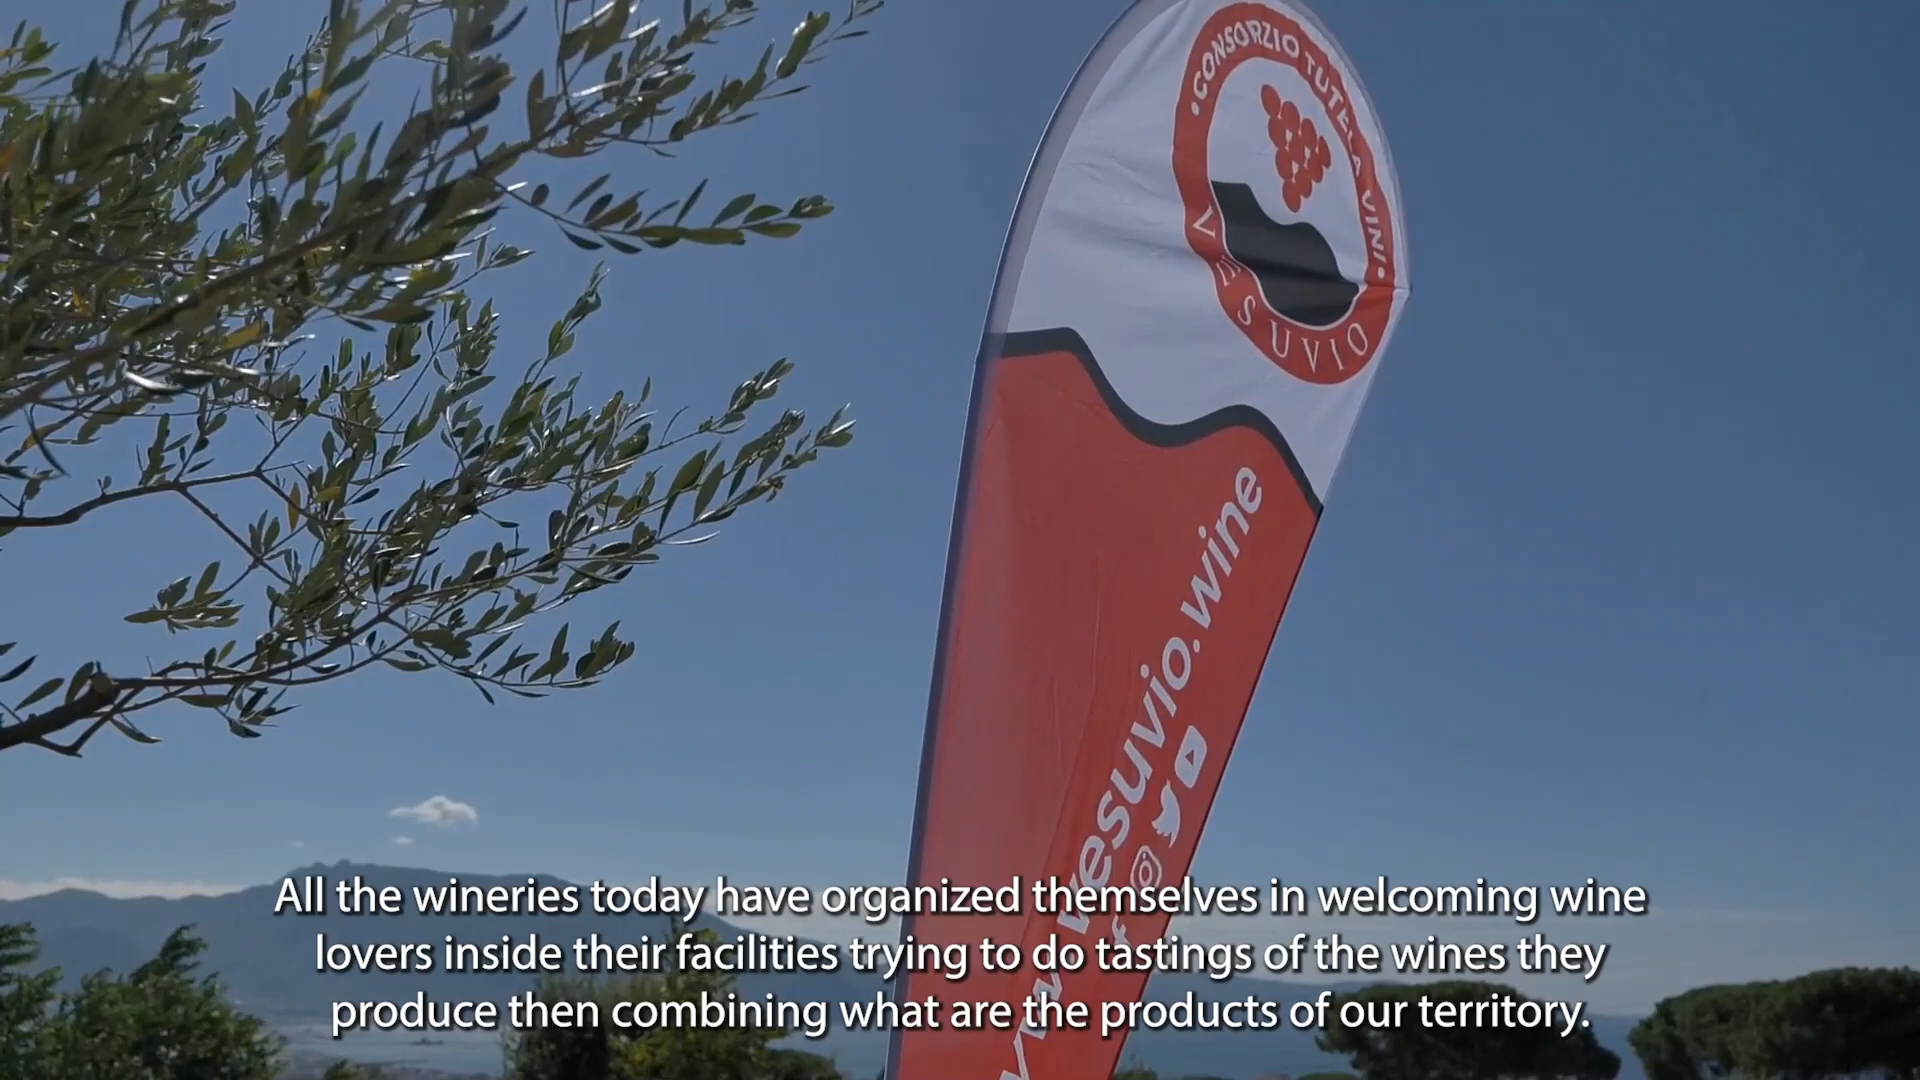 •CONSORZIO TUTELA VINI•
VESUVIO
www.vesuvio.wine
All the wineries today have organized themselves in welcoming wine
lovers inside their facilities trying to do tastings of the wines they
produce then combining what are the products of our territory.